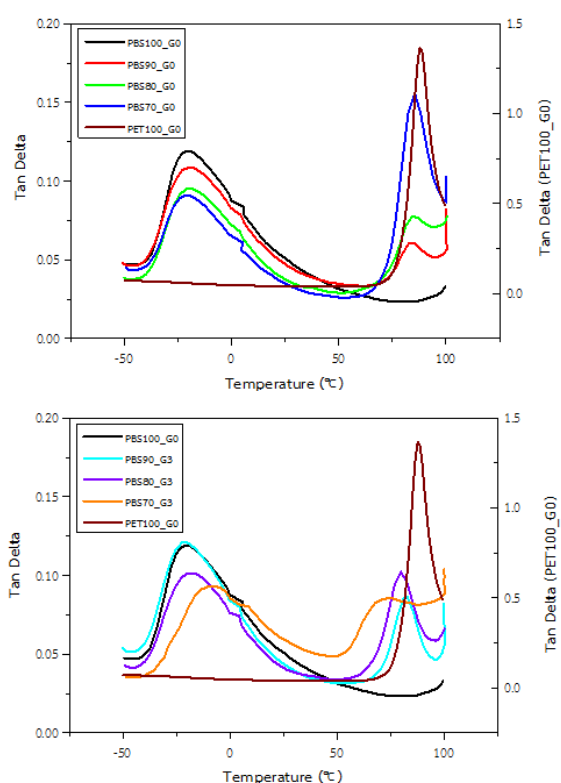 0.20
0.15
0.10
0.05
0.00
Tan Delta
PBS100_G0
PBS90_G0
PBS80_G0
PBS70_G0
PET100_G0
1.5
1.0
0.5
0.0
Tan Delta (PET100_G0)
-50
0
50
100
Temperature (℃)
0.20
0.15
0.10
0.05
0.00
Tan Delta
PBS100_G0
PBS90_G3
PBS80_G3
PBS70_G3
PET100_G0
1.5
1.0
0.5
0.0
Tan Delta (PET100_G0)
-50
0
50
100
Temperature (℃)